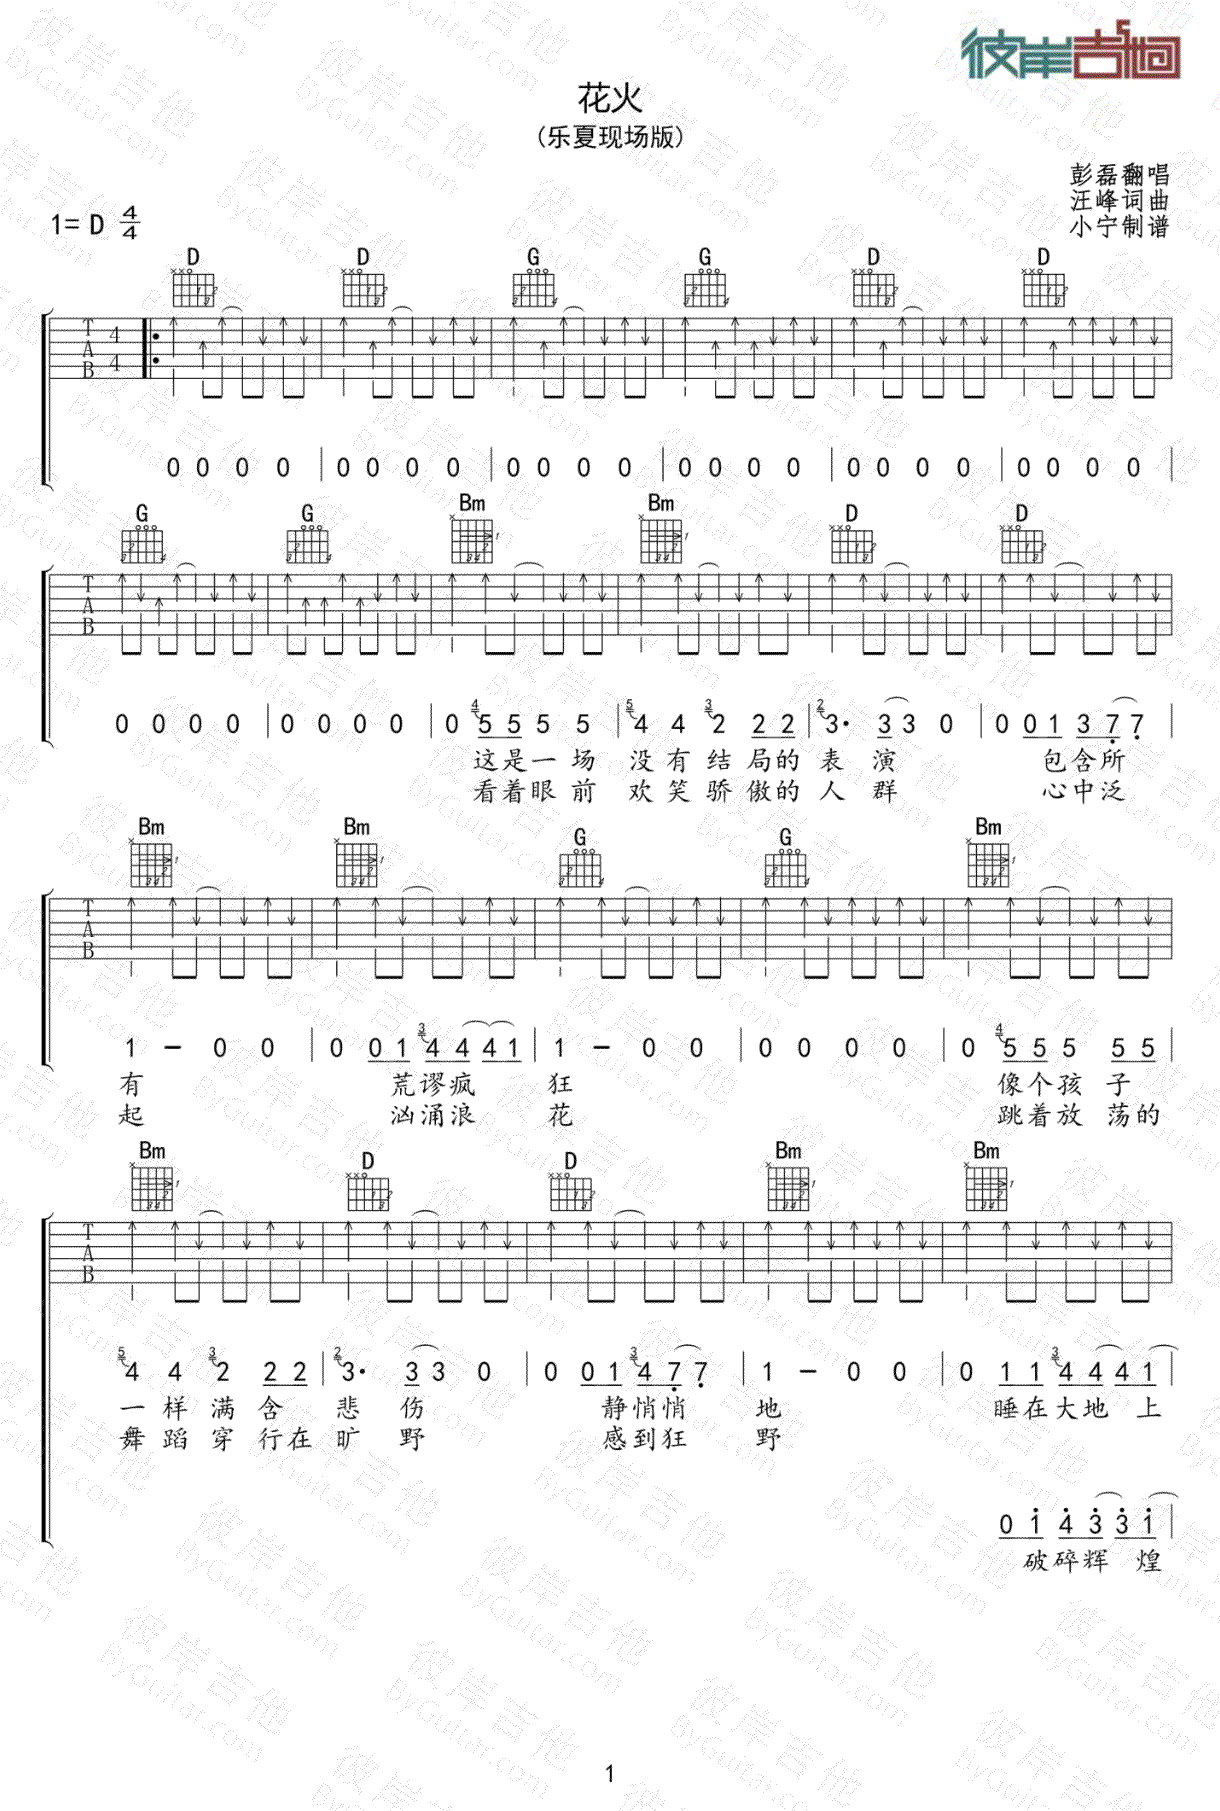 彼岸吉他
花火
(乐夏现场版)
彭磊翻唱
汪峰词曲
小宁制谱
1= D 4/4
D D G G D D
T A B 4/4
0 0 0 0 | 0 0 0 0 | 0 0 0 0 | 0 0 0 0 | 0 0 0 0 | 0 0 0 0 |
G G Bm Bm D D
T A B
0 0 0 0 | 0 0 0 0 | 0 5 5 5 5 | 4 4 2 2 2 | 3· 3 3 0 | 0 0 1 3 7 7 |
这是一场 没有结局的表演 包含所
看着眼前 欢笑骄傲的人群 心中泛
Bm Bm G G Bm
T A B
1 - 0 0 | 0 0 1 4 4 4 1 | 1 - 0 0 | 0 0 0 0 | 0 5 5 5 5 5 |
有 荒谬疯 狂 像个孩子
起 汹涌浪 花 跳着放荡的
Bm D D Bm Bm
T A B
4 4 2 2 2 | 3· 3 3 0 | 0 0 1 4 7 7 | 1 - 0 0 | 0 1 1 4 4 4 1 |
一样满含 悲伤 静悄悄 地 睡在大地上
舞蹈穿行在旷野 感到狂 野
0 1 4 3 3 1 |
破碎辉煌
1